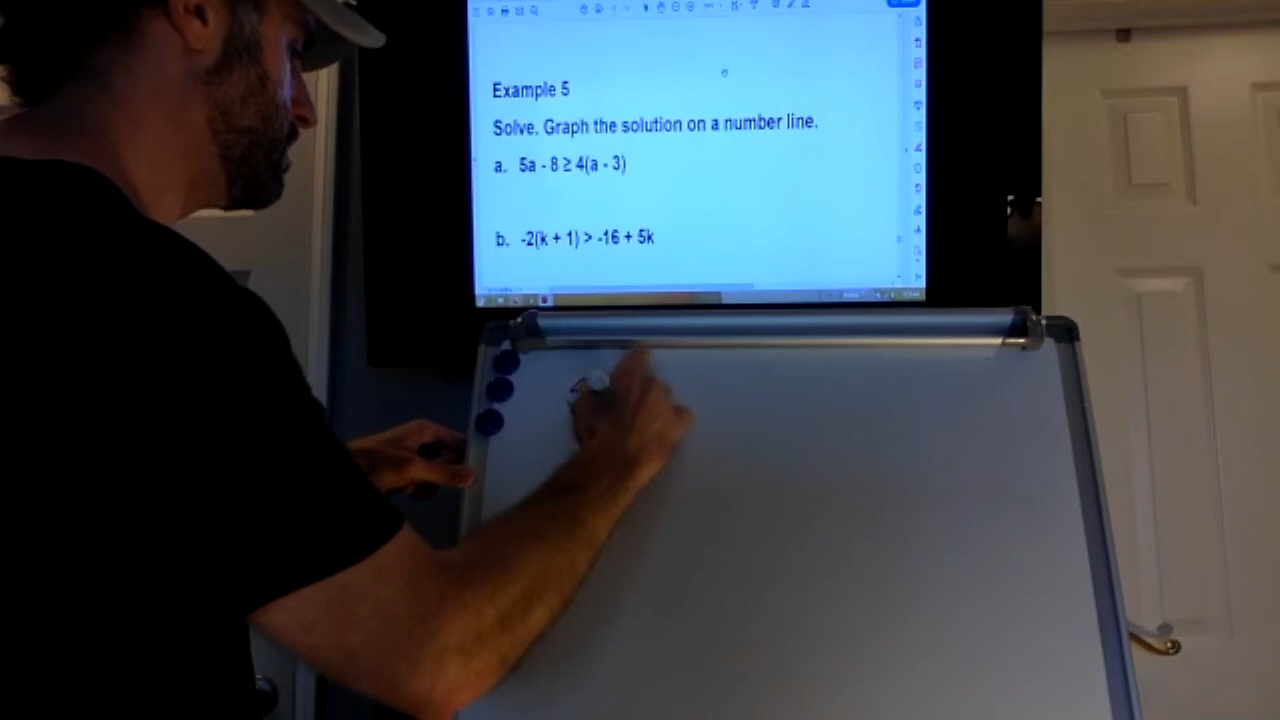 Example 5
Solve. Graph the solution on a number line.
a. 5a - 8 ≥ 4(a - 3)
b. -2(k + 1) > -16 + 5k